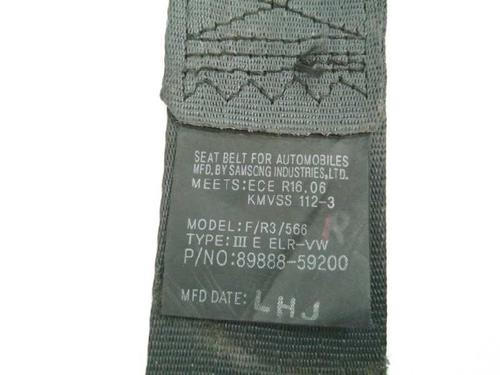 SEAT BELT FOR AUTOMOBILES
MFD. BY SAMSONG INDUSTRIES, LTD.
MEETS: ECE R16.06
KMVSS 112-3
MODEL: F/R3/566
TYPE: III E ELR-VW
P/NO: 89888-59200
MFD DATE: LHJ